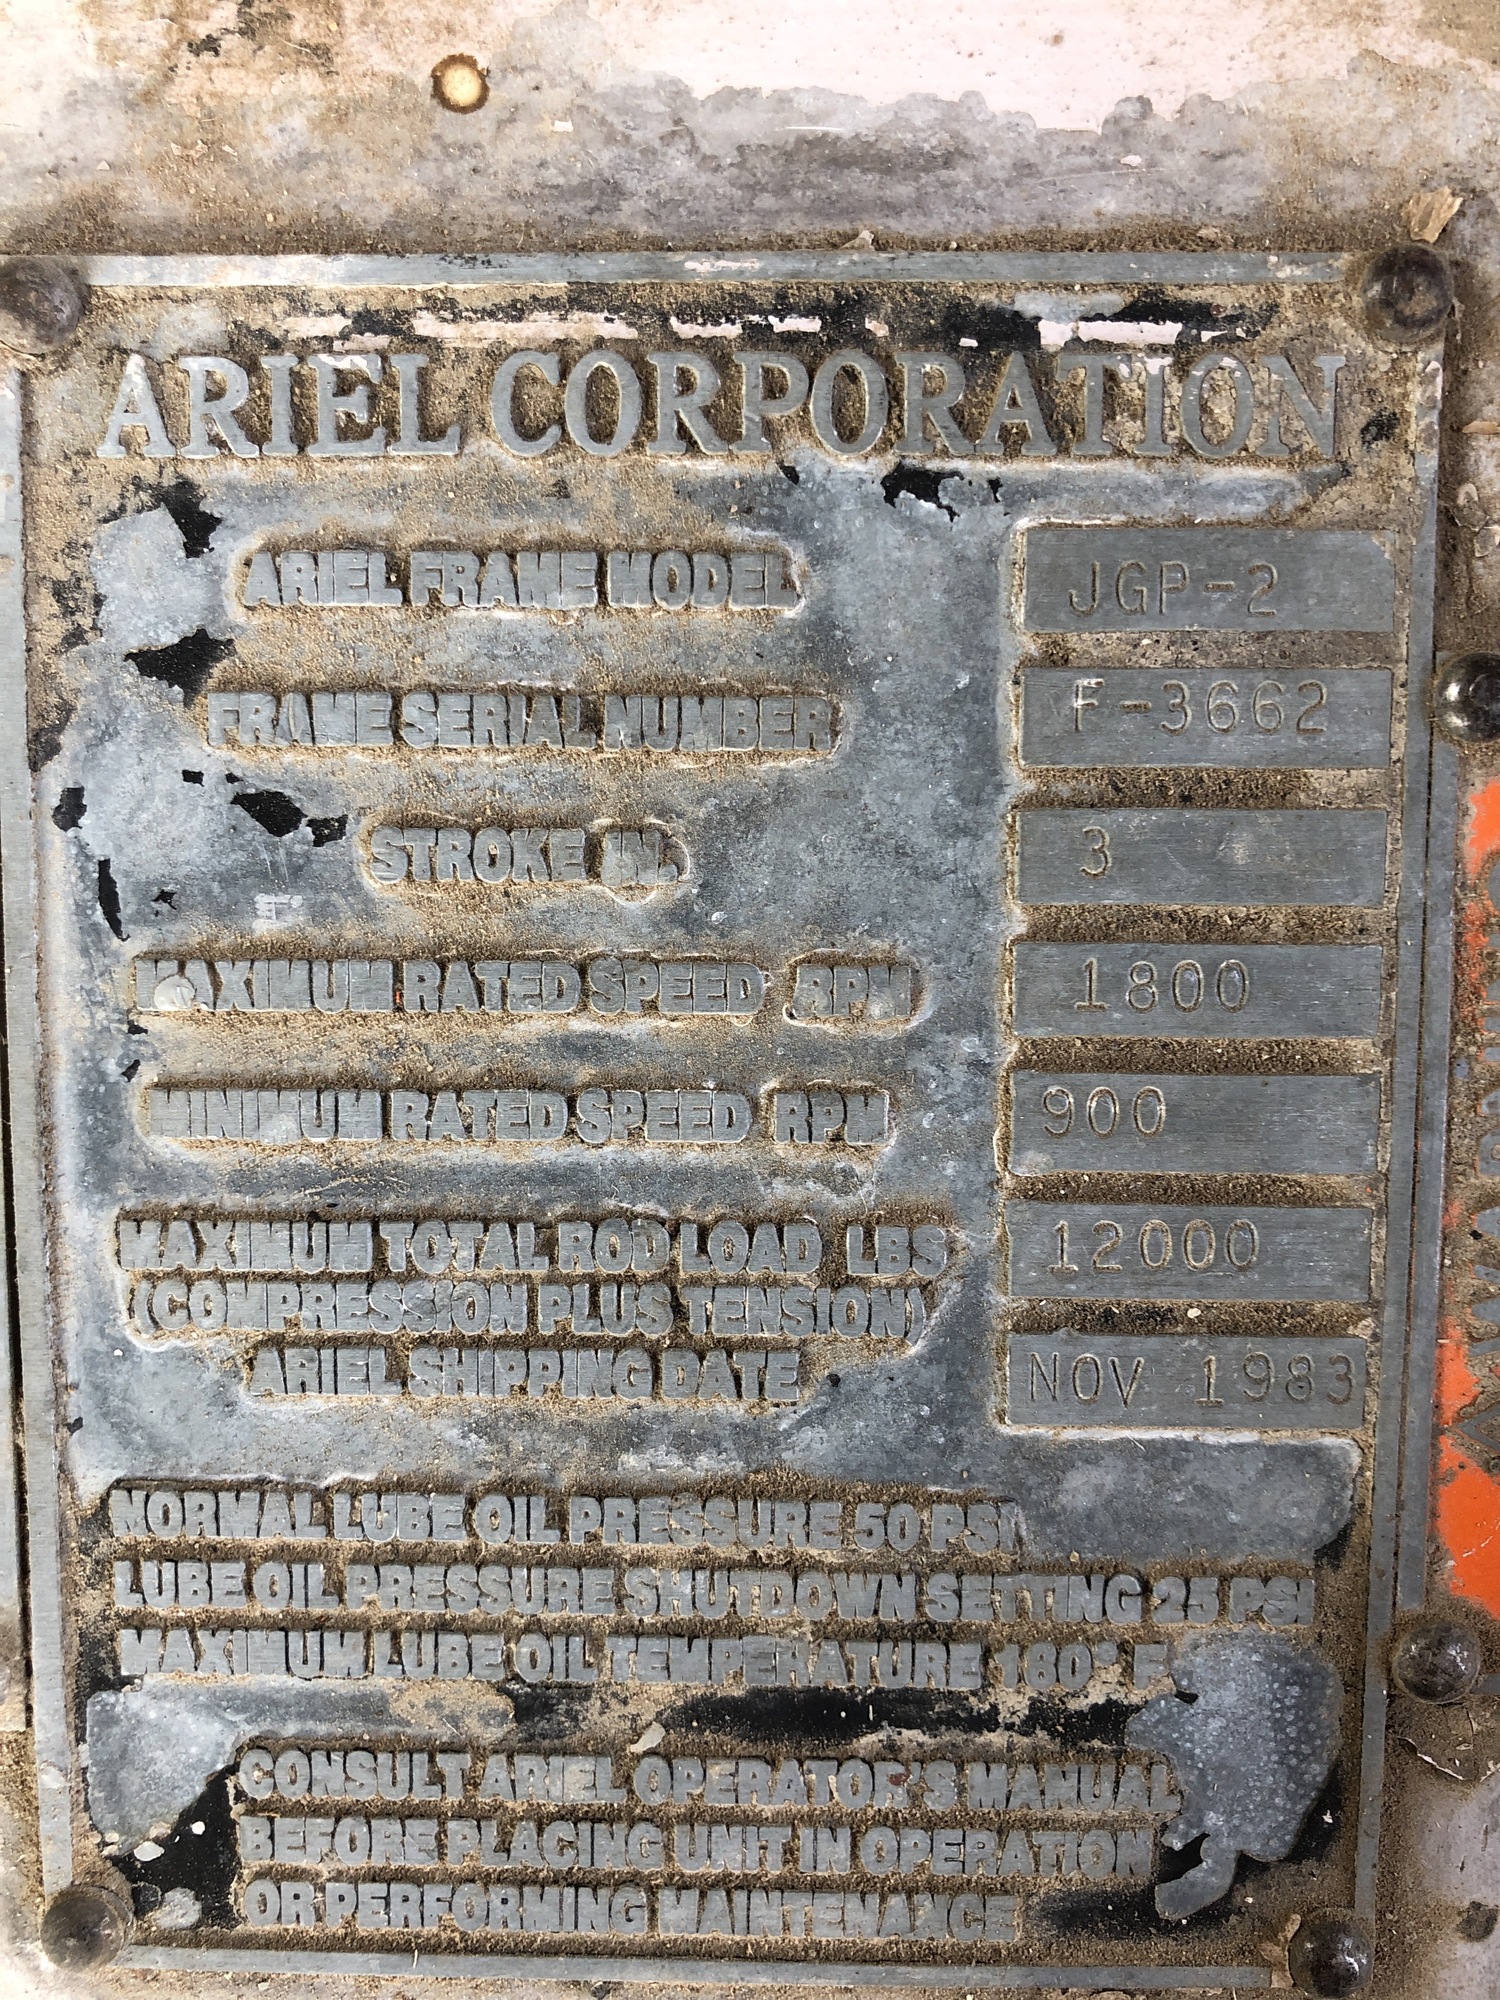 ARIEL CORPORATION
ARIEL FRAME MODEL JGP-2
FRAME SERIAL NUMBER F-3662
STROKE IN. 3
MAXIMUM RATED SPEED RPM 1800
MINIMUM RATED SPEED RPM 900
MAXIMUM TOTAL ROD LOAD LBS 12000
(COMPRESSION PLUS TENSION)
ARIEL SHIPPING DATE NOV 1983
NORMAL LUBE OIL PRESSURE 50 PSI
LUBE OIL PRESSURE SHUTDOWN SETTING 25 PSI
MAXIMUM LUBE OIL TEMPERATURE 180° F
CONSULT ARIEL OPERATOR'S MANUAL
BEFORE PLACING UNIT IN OPERATION
OR PERFORMING MAINTENANCE